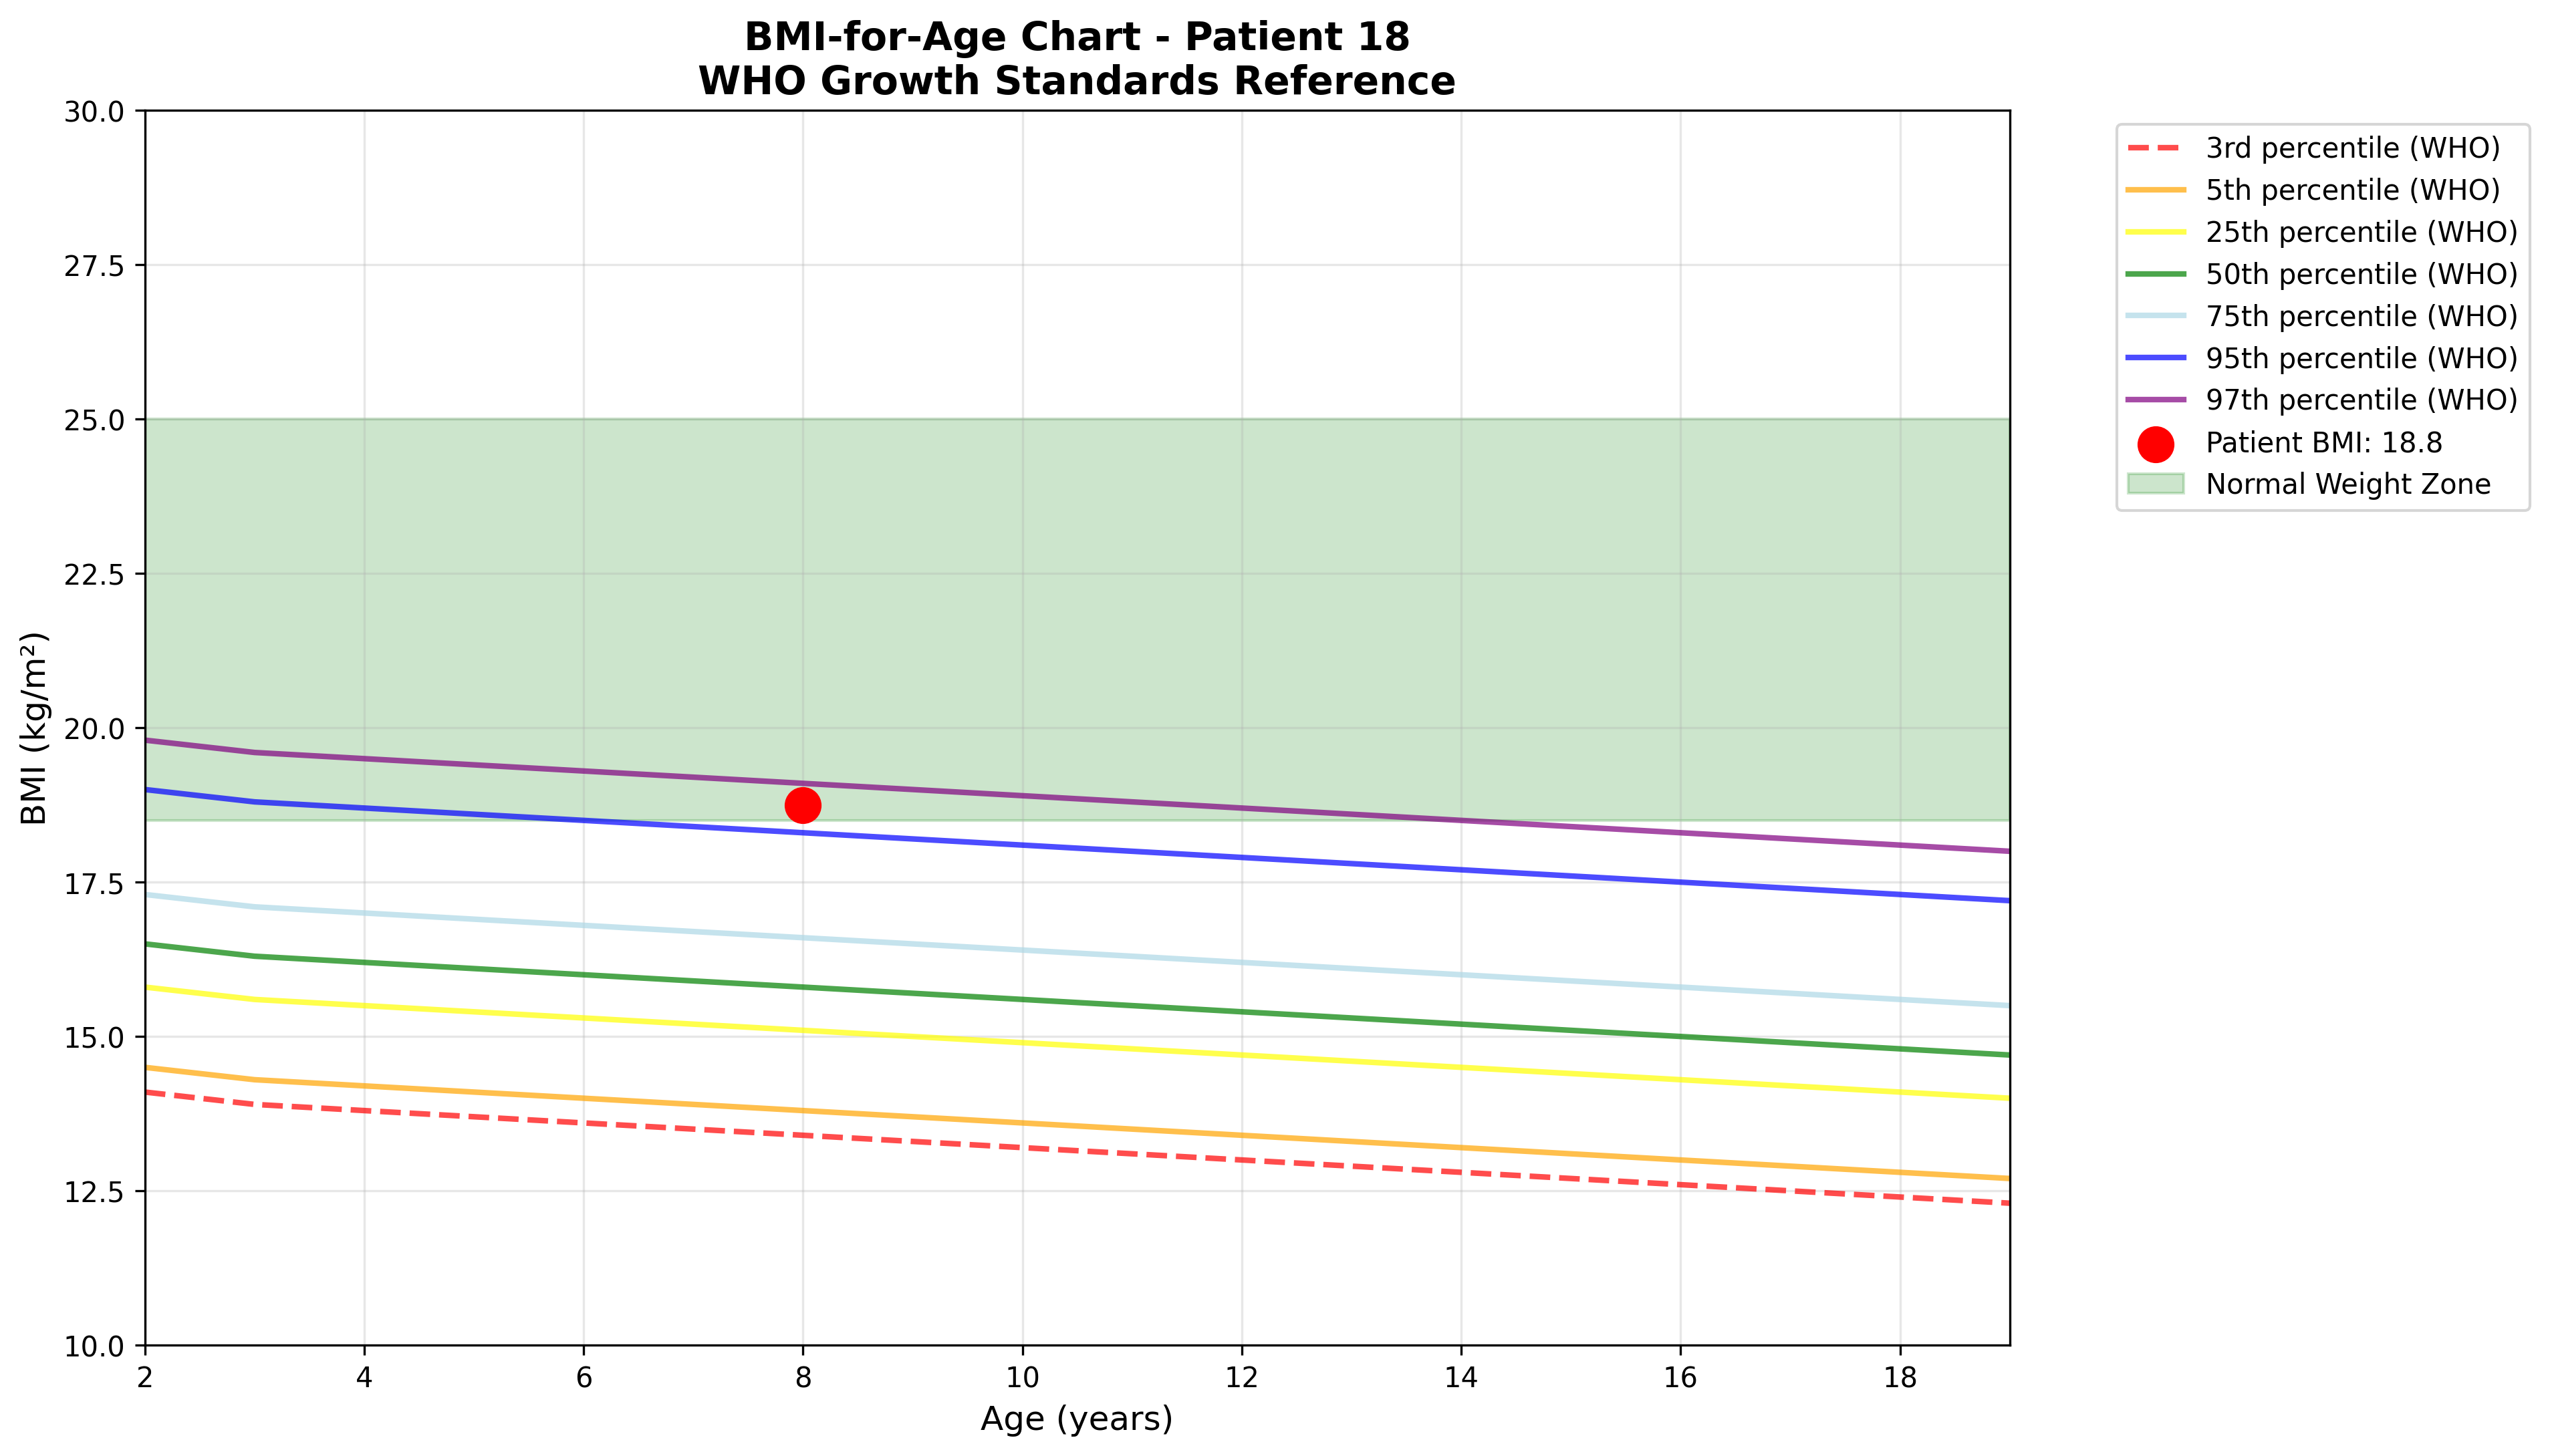 BMI-for-Age Chart - Patient 18
WHO Growth Standards Reference
30.0
27.5
25.0
22.5
20.0
17.5
15.0
12.5
10.0
BMI (kg/m²)
2
4
6
8
10
12
14
16
18
Age (years)
3rd percentile (WHO)
5th percentile (WHO)
25th percentile (WHO)
50th percentile (WHO)
75th percentile (WHO)
95th percentile (WHO)
97th percentile (WHO)
Patient BMI: 18.8
Normal Weight Zone